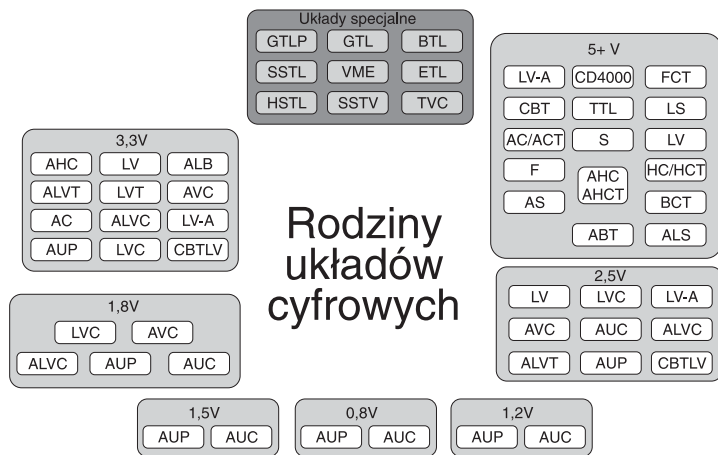 Układy specjalne
GTLP GTL BTL
SSTL VME ETL
HSTL SSTV TVC
5+ V
LV-A CD4000 FCT
CBT TTL LS
AC/ACT S LV
F AHC AHCT HC/HCT
AS BCT
ABT ALS
3,3V
AHC LV ALB
ALVT LVT AVC
AC ALVC LV-A
AUP LVC CBTLV
Rodziny
układów
cyfrowych
1,8V
LVC AVC
ALVC AUP AUC
2,5V
LV LVC LV-A
AVC AUC ALVC
ALVT AUP CBTLV
1,5V
AUP AUC
0,8V
AUP AUC
1,2V
AUP AUC